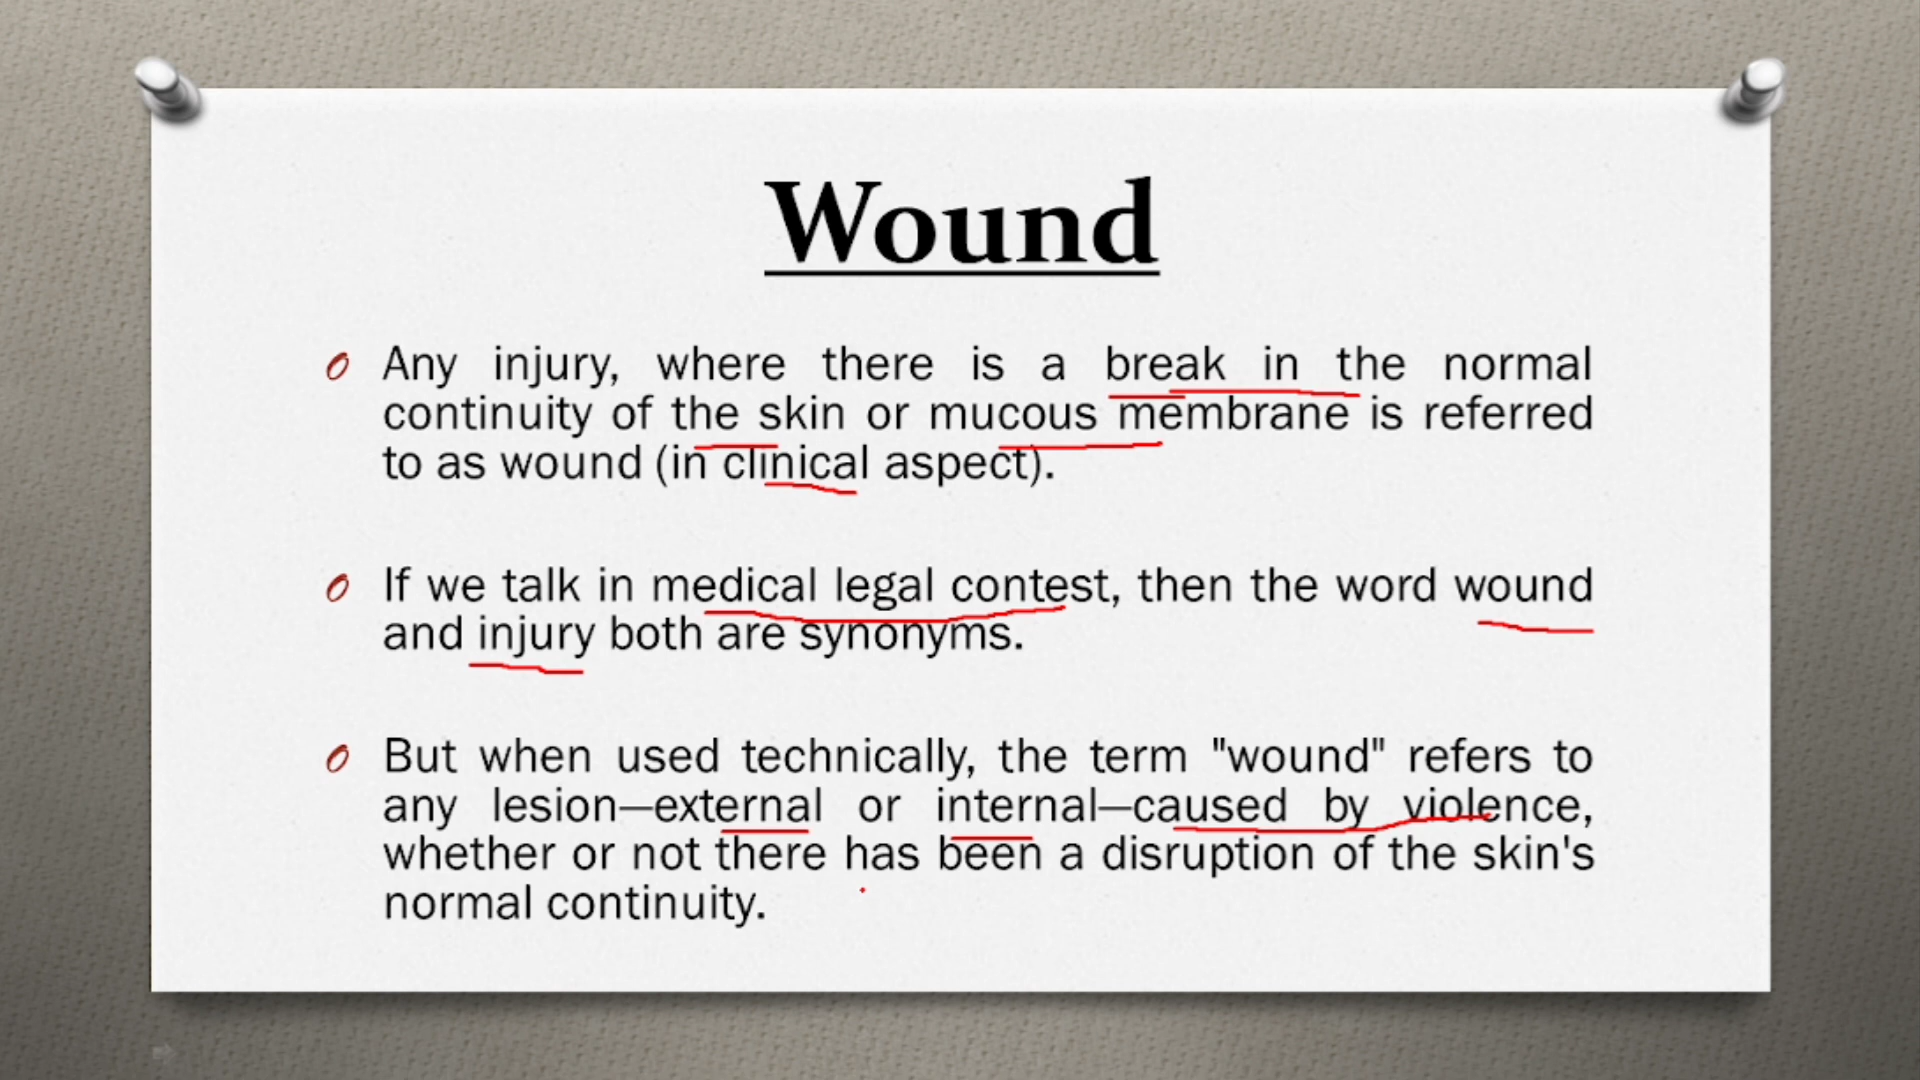 Wound
Any injury, where there is a break in the normal
continuity of the skin or mucous membrane is referred
to as wound (in clinical aspect).
If we talk in medical legal contest, then the word wound
and injury both are synonyms.
But when used technically, the term "wound" refers to
any lesion—external or internal—caused by violence,
whether or not there has been a disruption of the skin's
normal continuity.